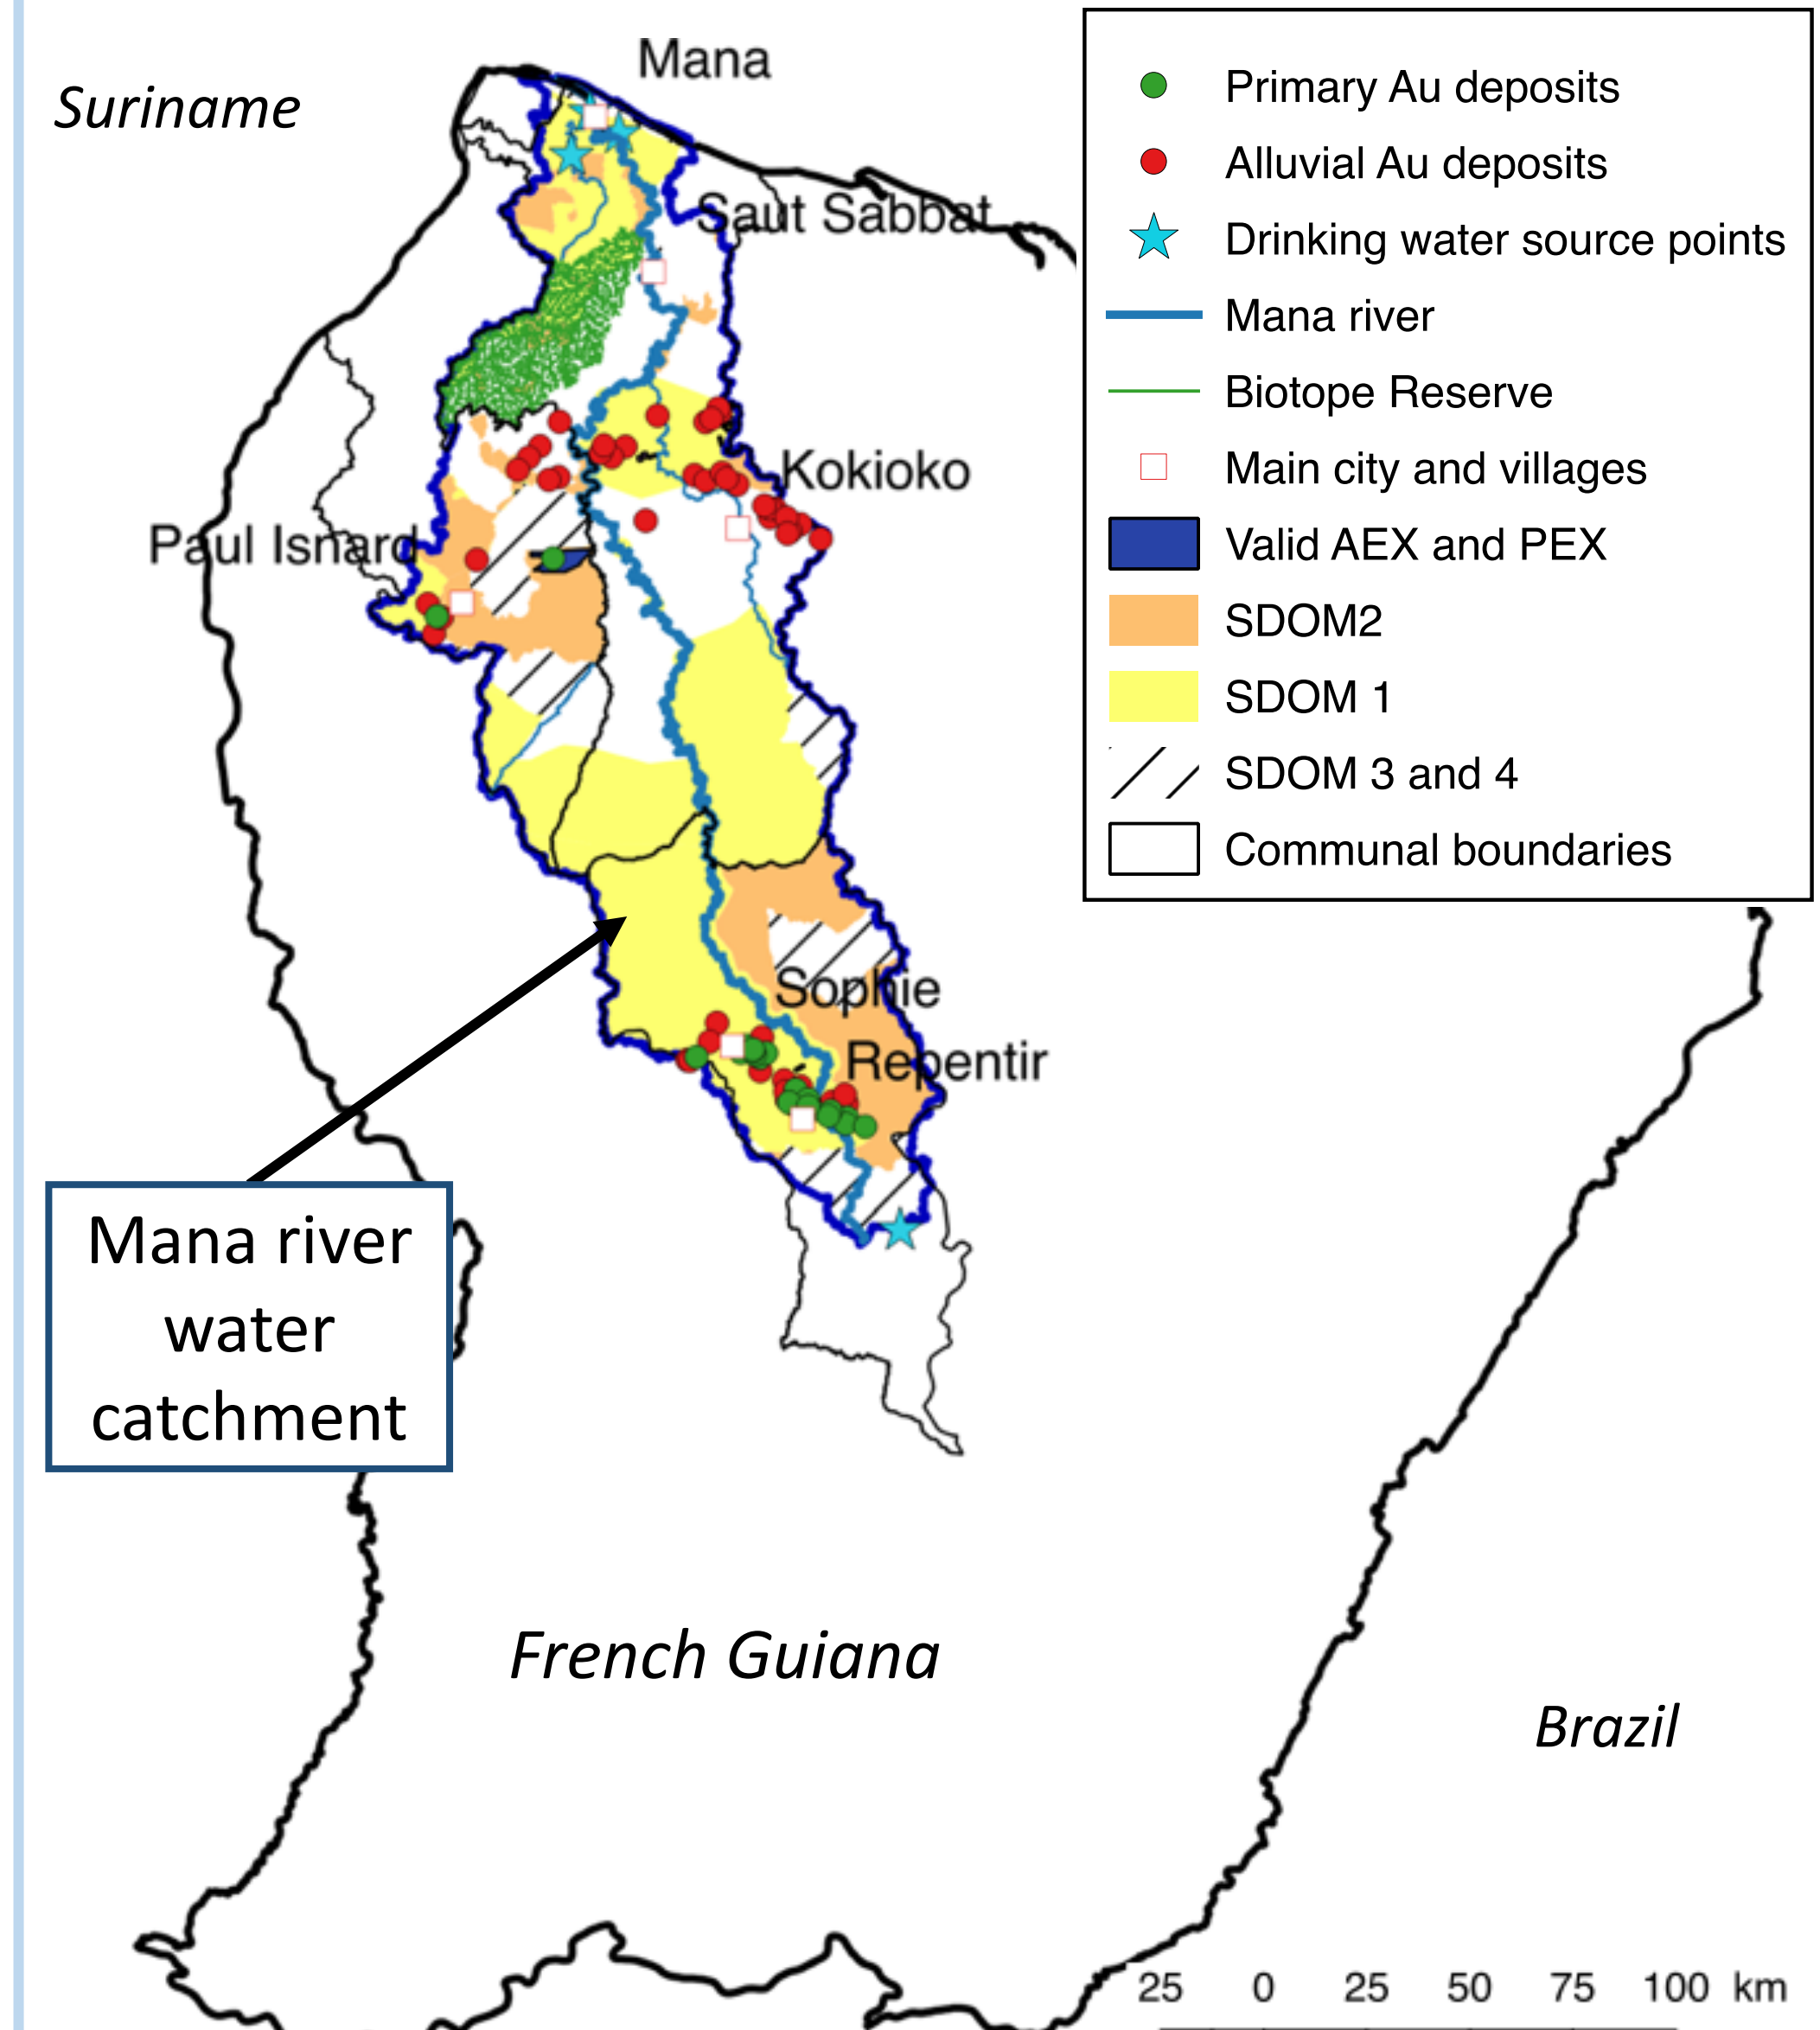 Mana
Suriname
Saut Sabbat
Kokioko
Paul Isnard
Sophie
Repentir
Mana river
water
catchment
French Guiana
Brazil
Primary Au deposits
Alluvial Au deposits
Drinking water source points
Mana river
Biotope Reserve
Main city and villages
Valid AEX and PEX
SDOM2
SDOM 1
SDOM 3 and 4
Communal boundaries
25 0 25 50 75 100 km